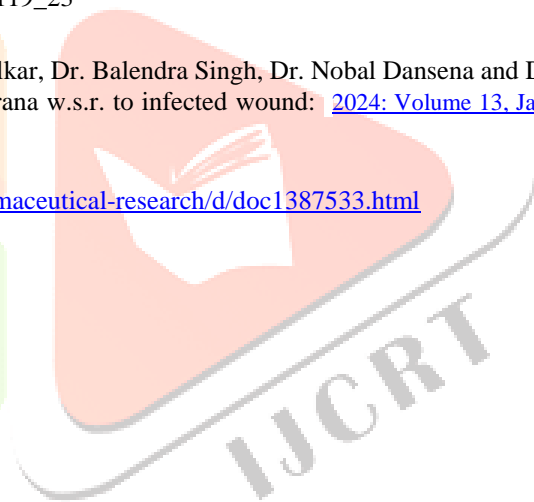 lkar, Dr. Balendra Singh, Dr. Nobal Dansena and D
rana w.s.r. to infected wound: 2024: Volume 13, Ja
maceutical-research/d/doc1387533.html
IJCRT